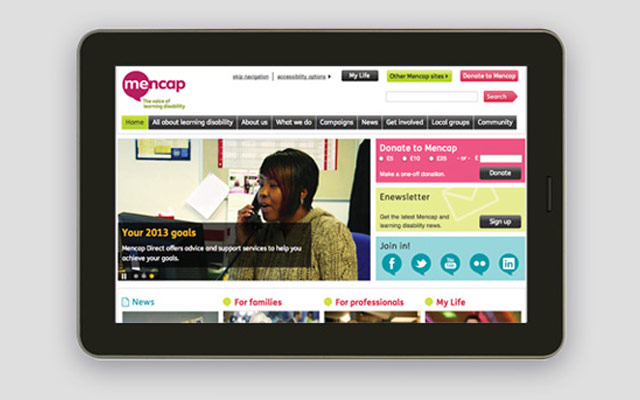 mencap
The voice of
learning disability
skip navigation
accessibility options
My Life
Other Mencap sites
Donate to Mencap
Search
Home
All about learning disability
About us
What we do
Campaigns
News
Get involved
Local groups
Community
Your 2013 goals
Mencap Direct offers advice and support services to help you
achieve your goals.
Donate to Mencap
£5 £10 £25 - or - £
Make a one-off donation.
Donate
Enewsletter
Get the latest Mencap and
learning disability news.
Sign up
Join in!
f
You
Tube
in
News
For families
For professionals
My Life